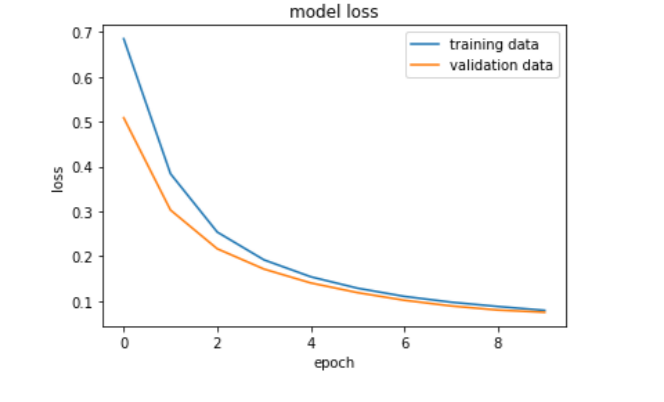 model loss
training data
validation data
0.7
0.6
0.5
0.4
0.3
0.2
0.1
loss
0 2 4 6 8
epoch